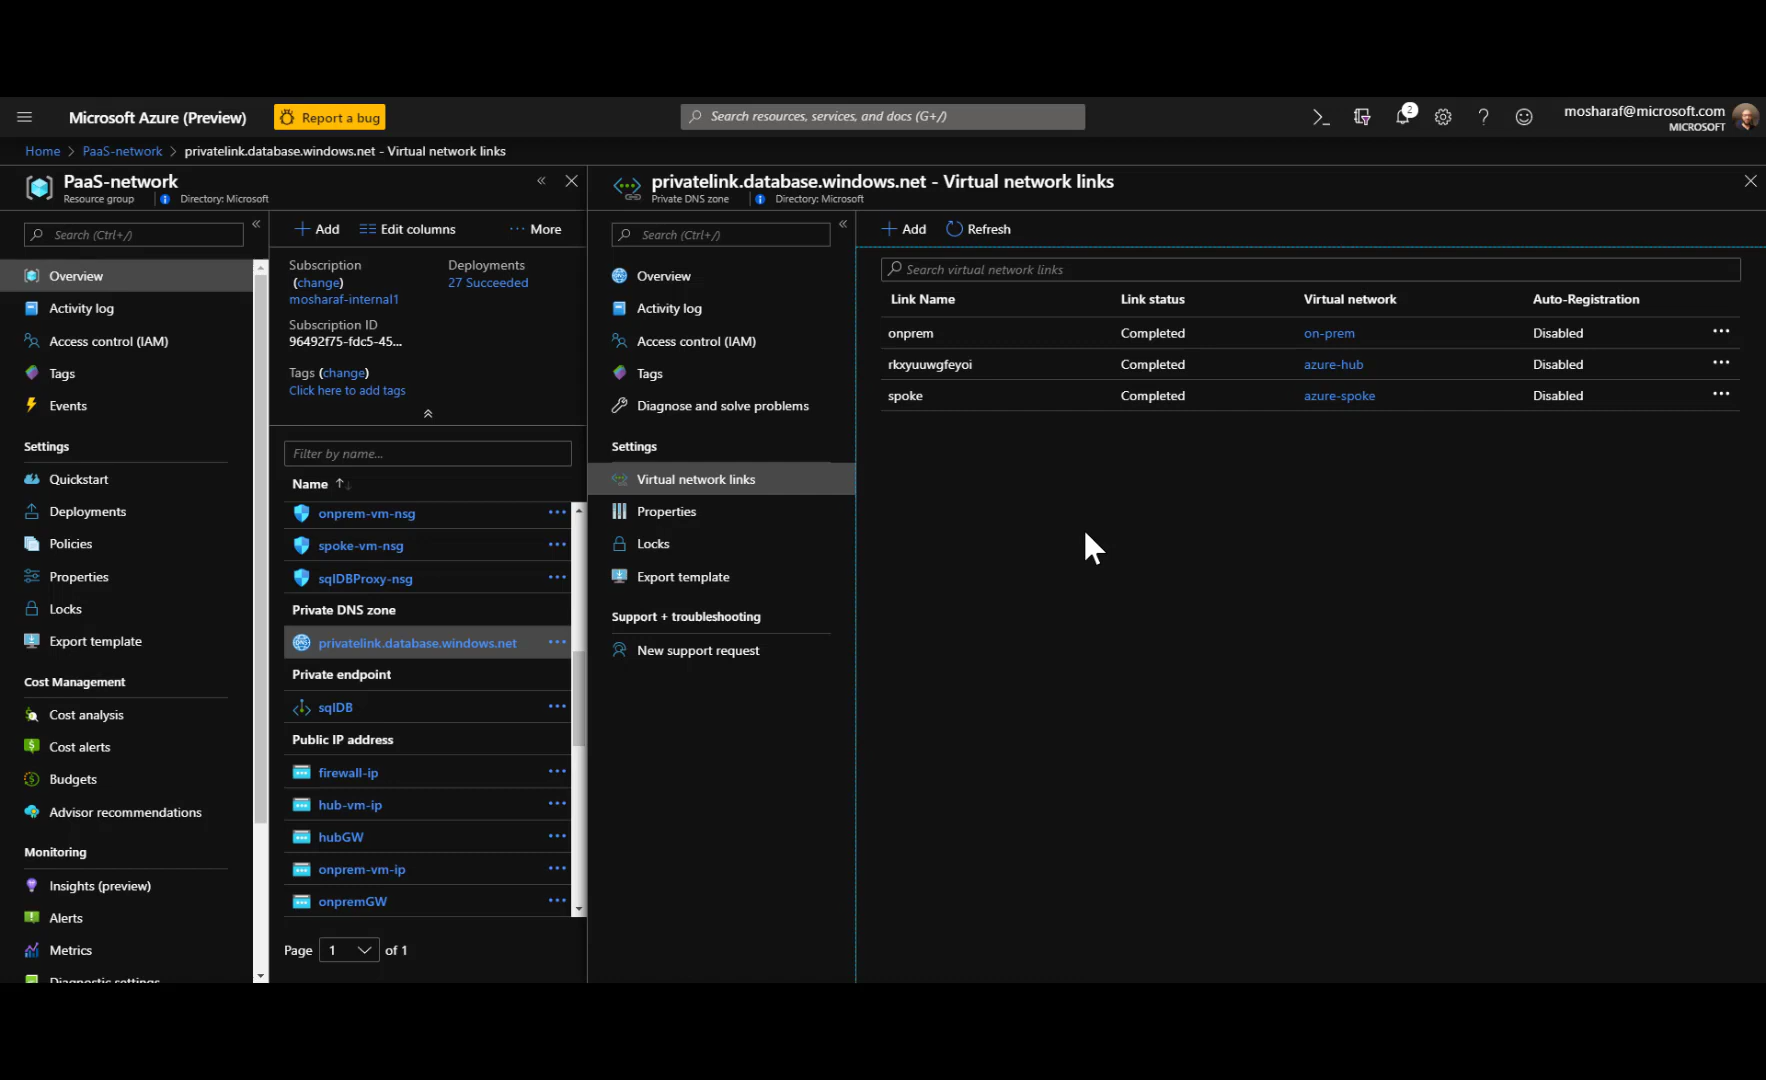 Microsoft Azure (Preview)
Report a bug
Search resources, services, and docs (G+/)
2
mosharaf@microsoft.com
MICROSOFT
Home > PaaS-network > privatelink.database.windows.net - Virtual network links
PaaS-network
Resource group
Directory: Microsoft
Search (Ctrl+/)
Overview
Activity log
Access control (IAM)
Tags
Events
Settings
Quickstart
Deployments
Policies
Properties
Locks
Export template
Cost Management
Cost analysis
Cost alerts
Budgets
Advisor recommendations
Monitoring
Insights (preview)
Alerts
Metrics
Diagnostic settings
Add
Edit columns
More
Subscription
(change)
mosharaf-internal1
Deployments
27 Succeeded
Subscription ID
96492f75-fdc5-45...
Tags (change)
Click here to add tags
Filter by name...
Name
onprem-vm-nsg
spoke-vm-nsg
sqlDBProxy-nsg
Private DNS zone
privatelink.database.windows.net
Private endpoint
sqlDB
Public IP address
firewall-ip
hub-vm-ip
hubGW
onprem-vm-ip
onpremGW
Page 1 of 1
privatelink.database.windows.net - Virtual network links
Private DNS zone
Directory: Microsoft
Search (Ctrl+/)
Overview
Activity log
Access control (IAM)
Tags
Diagnose and solve problems
Settings
Virtual network links
Properties
Locks
Export template
Support + troubleshooting
New support request
Add
Refresh
Search virtual network links
Link Name Link status Virtual network Auto-Registration
onprem Completed on-prem Disabled
rkxyuuwgfeyoi Completed azure-hub Disabled
spoke Completed azure-spoke Disabled